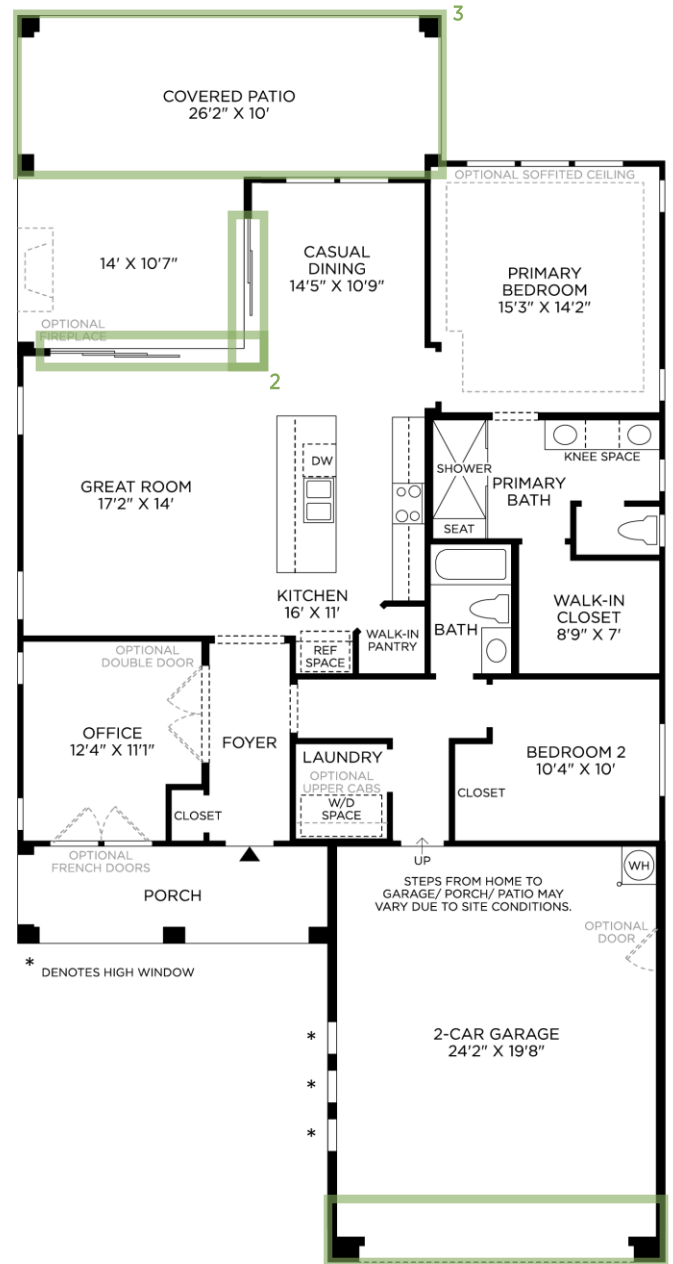 3
COVERED PATIO
26'2" X 10'
OPTIONAL SOFFITED CEILING
14' X 10'7"
CASUAL
DINING
14'5" X 10'9"
PRIMARY
BEDROOM
15'3" X 14'2"
OPTIONAL
FIREPLACE
2
DW
SHOWER
SEAT
KNEE SPACE
PRIMARY
BATH
GREAT ROOM
17'2" X 14'
KITCHEN
16' X 11'
WALK-IN
PANTRY
REF
SPACE
BATH
WALK-IN
CLOSET
8'9" X 7'
OPTIONAL
DOUBLE DOOR
OFFICE
12'4" X 11'1"
FOYER
CLOSET
LAUNDRY
OPTIONAL
UPPER CABS
W/D
SPACE
CLOSET
BEDROOM 2
10'4" X 10'
OPTIONAL
FRENCH DOORS
PORCH
UP
STEPS FROM HOME TO
GARAGE/ PORCH/ PATIO MAY
VARY DUE TO SITE CONDITIONS.
WH
OPTIONAL
DOOR
* DENOTES HIGH WINDOW
2-CAR GARAGE
24'2" X 19'8"
*
*
*